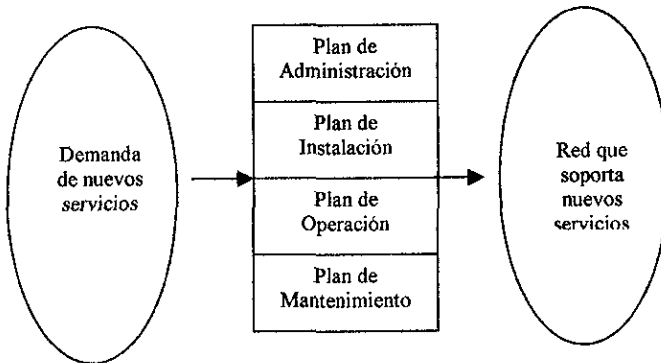 Demanda
de nuevos
servicios
Plan de
Administración
Plan de
Instalación
Plan de
Operación
Plan de
Mantenimiento
Red que
soporta
nuevos
servicios